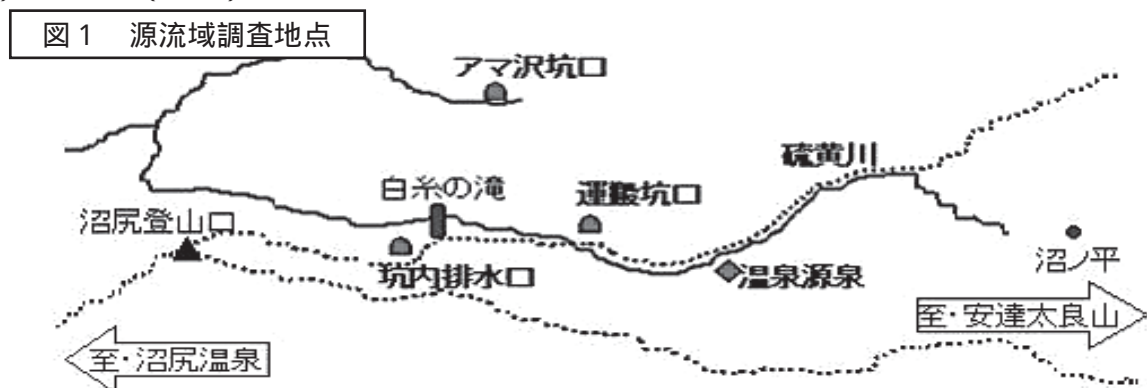 図1 源流域調査地点
アマ沢坑口
硫黄川
白糸の滝
運搬坑口
沼尻登山口
坑内排水口
温泉源泉
沼ノ平
至・安達太良山
至・沼尻温泉